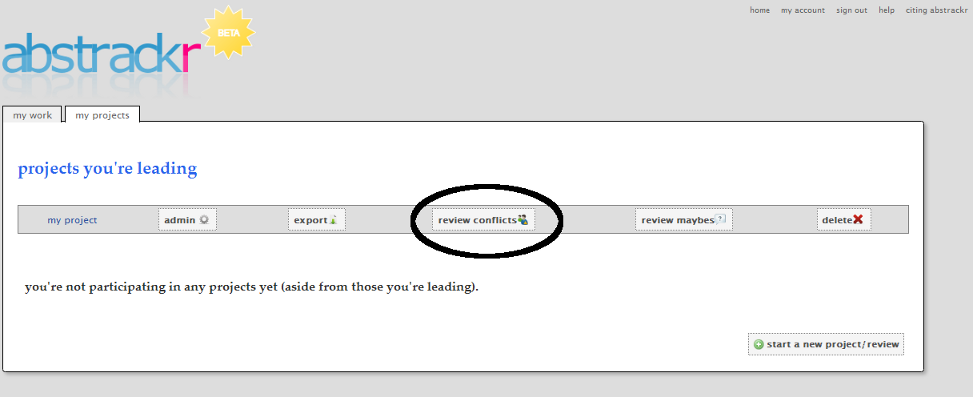 home my account sign out help citing abstrackr
BETA
abstrackr
my work my projects
projects you're leading
my project admin export review conflicts review maybes delete
you're not participating in any projects yet (aside from those you're leading).
start a new project/review